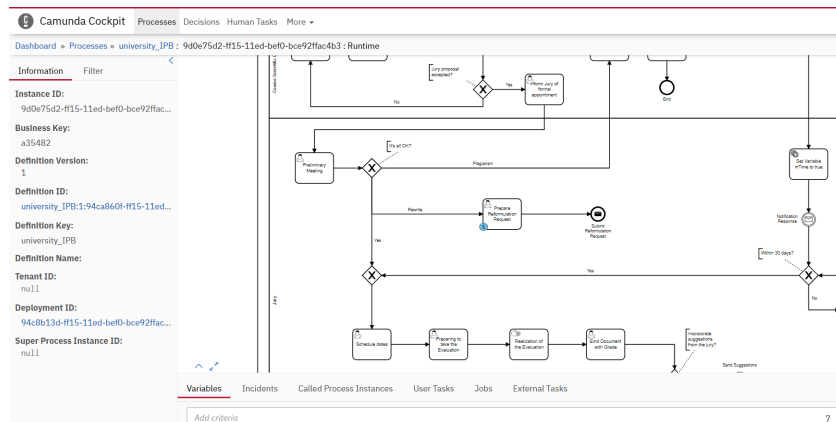 Camunda Cockpit Processes Decisions Human Tasks More
Dashboard » Processes » university_IPB : 9d0e75d2-ff15-11ed-bef0-bce92ffac4b3 : Runtime
Information Filter
Instance ID:
9d0e75d2-ff15-11ed-bef0-bce92ffac...
Business Key:
a35482
Definition Version:
1
Definition ID:
university_IPB:1:94ca860f-ff15-11ed...
Definition Key:
university_IPB
Definition Name:
Tenant ID:
null
Deployment ID:
94c8b13d-ff15-11ed-bef0-bce92ffac...
Super Process Instance ID:
null
Jury proposal
accepted?
Yes
No
Inform Jury of
formal
appointment
End
Preliminary
Meeting
It's all OK?
Plagiarism
Set Variable
inTime to true
Rewrite
Prepare
Reformulation
Request
1
Submit
Reformulation
Request
Notification
Response
Yes
Within 30 days?
Yes
No
Jury
Schedule dates
Preparing to
take the
Evaluation
Realization of
the Evaluation
Emit Document
with Grade
Incorporate
suggestions
from the jury?
Send Suggestions
Variables Incidents Called Process Instances User Tasks Jobs External Tasks
Add criteria
7